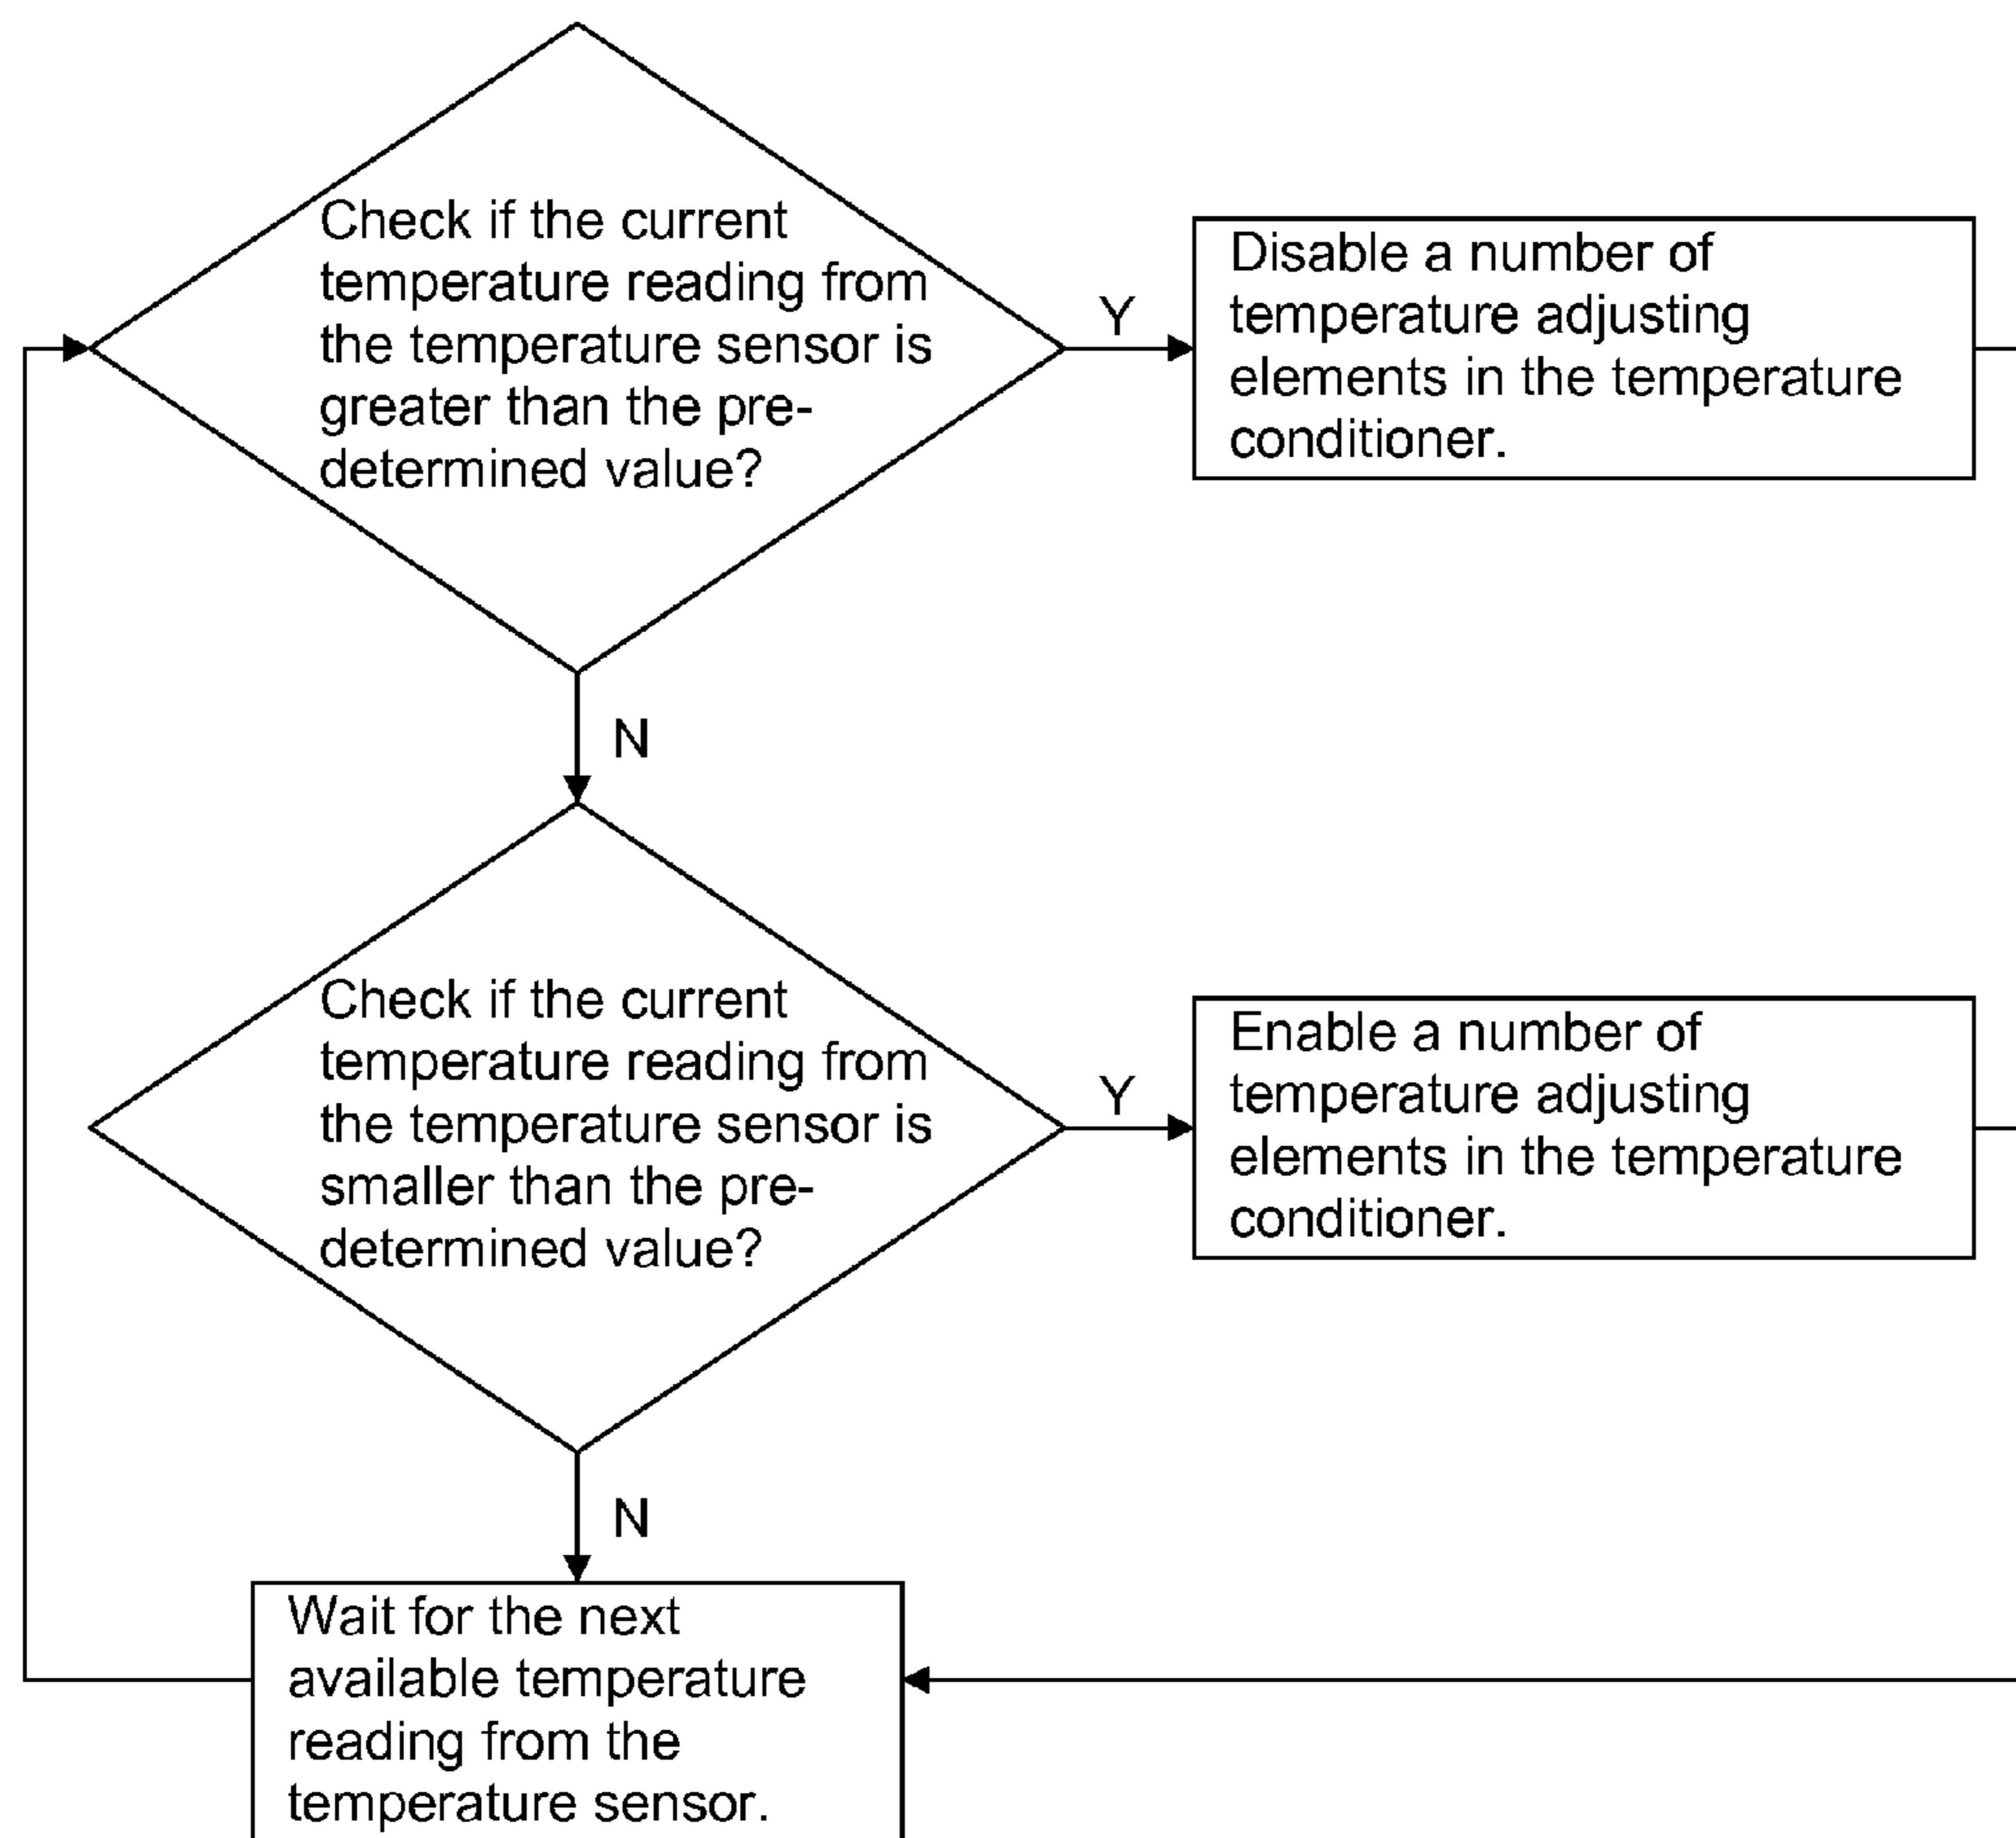 Check if the current
temperature reading from
the temperature sensor is
greater than the pre-
determined value?
Y
Disable a number of
temperature adjusting
elements in the temperature
conditioner.
N
Check if the current
temperature reading from
the temperature sensor is
smaller than the pre-
determined value?
Y
Enable a number of
temperature adjusting
elements in the temperature
conditioner.
N
Wait for the next
available temperature
reading from the
temperature sensor.